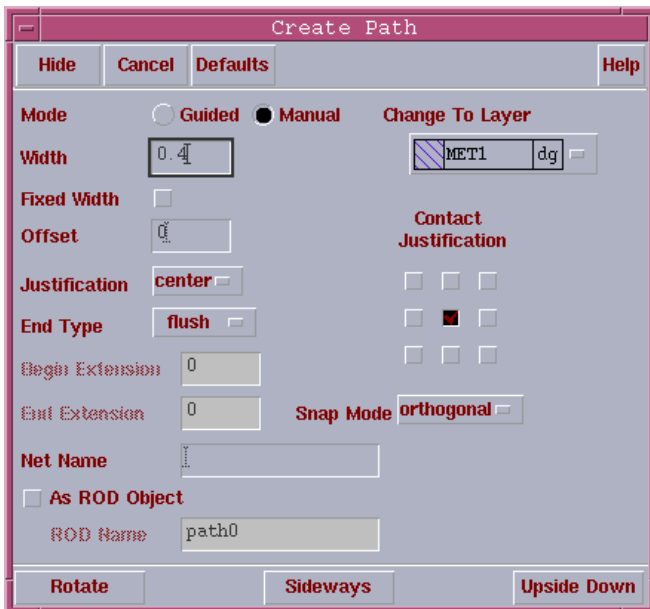 Create Path
Hide Cancel Defaults Help
Mode Guided Manual Change To Layer
Width 0.4 MET1 dg
Fixed Width
Contact
Justification
Offset 0
Justification center
End Type flush
Begin Extension 0
End Extension 0 Snap Mode orthogonal
Net Name
As ROD Object
ROD Name path0
Rotate Sideways Upside Down